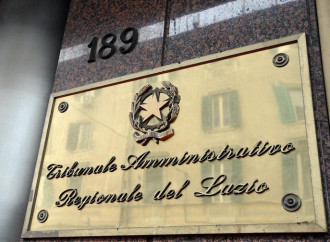 189
Tribunale Amministrativo
Regionale del Lazio